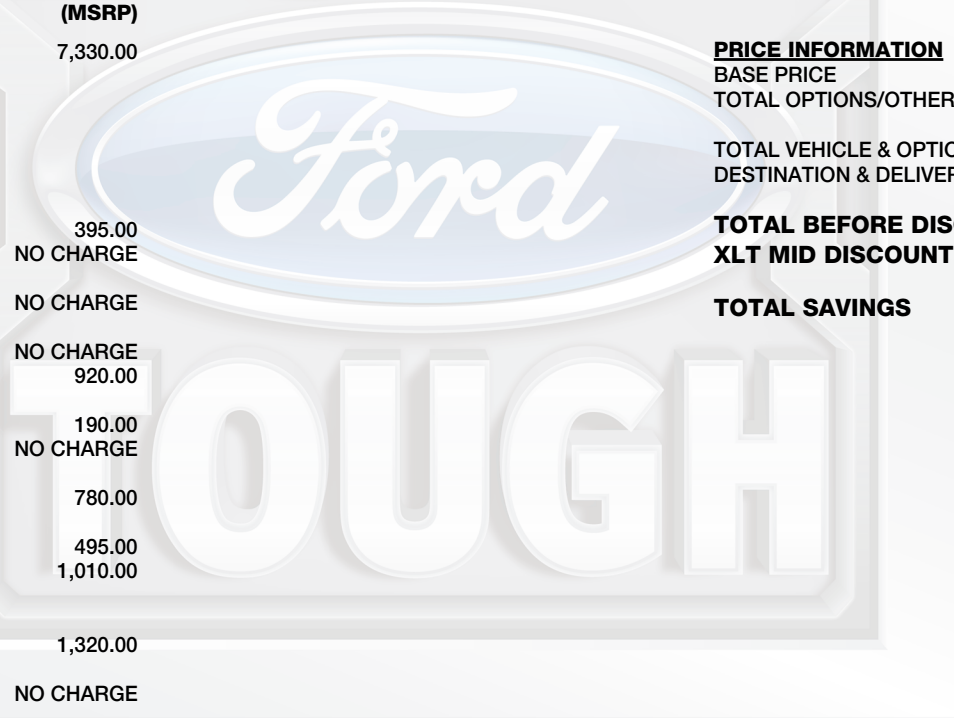 (MSRP)
7,330.00
395.00
NO CHARGE
NO CHARGE
NO CHARGE
920.00
190.00
NO CHARGE
780.00
495.00
1,010.00
1,320.00
NO CHARGE
PRICE INFORMATION
BASE PRICE
TOTAL OPTIONS/OTHER
TOTAL VEHICLE & OPTIO
DESTINATION & DELIVER
TOTAL BEFORE DIS
XLT MID DISCOUNT
TOTAL SAVINGS
Ford
TOUGH